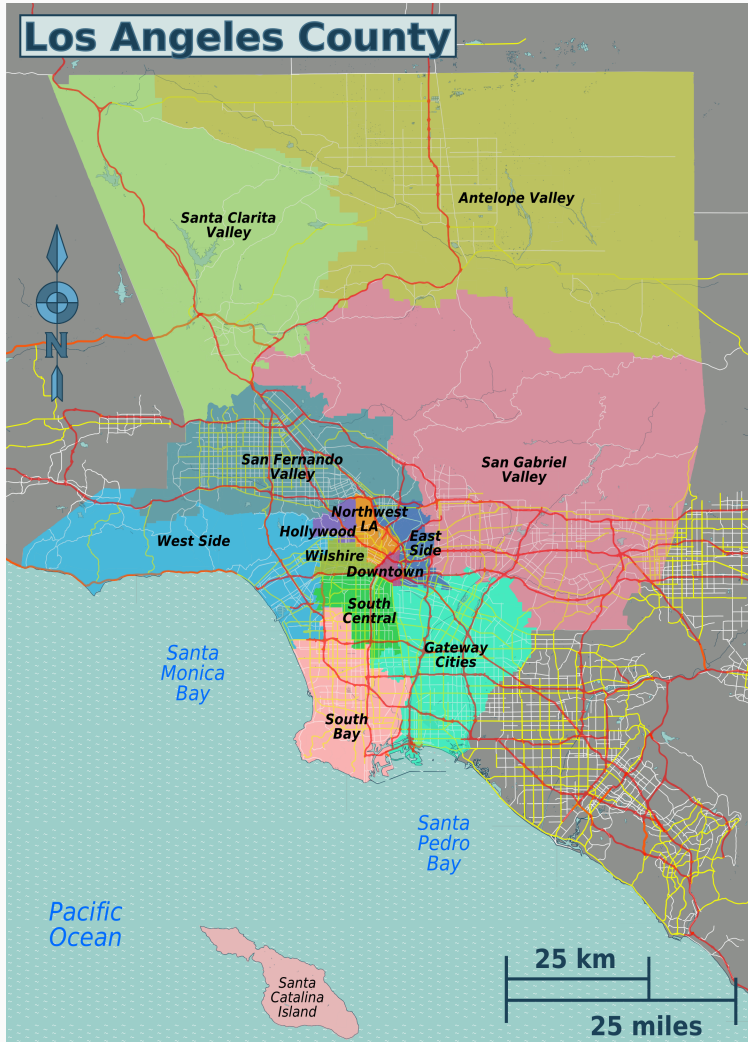 Los Angeles County
Santa Clarita
Valley
Antelope Valley
N
San Fernando
Valley
San Gabriel
Valley
Northwest
LA
Hollywood
West Side
East
Side
Wilshire
Downtown
South
Central
Gateway
Cities
Santa
Monica
Bay
South
Bay
Santa
Pedro
Bay
Pacific
Ocean
Santa
Catalina
Island
25 km
25 miles